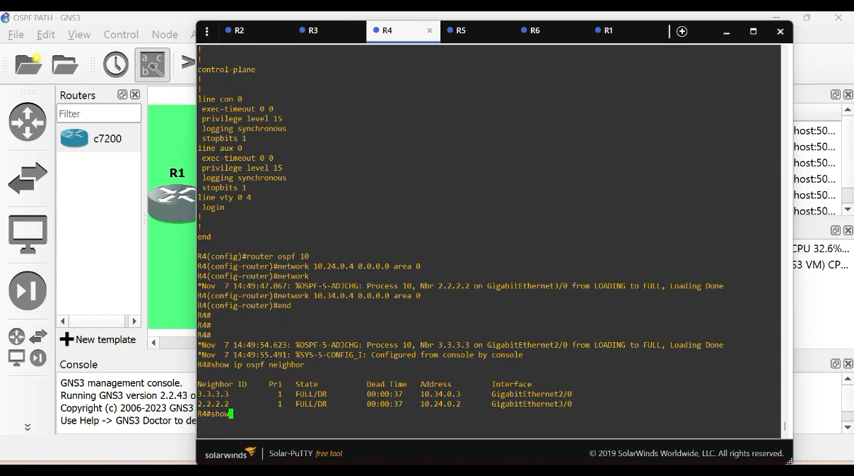 OSPF PATH - GNS3
File Edit View Control Node
R2 R3 R4 R5 R6 R1
Routers
Filter
c7200
R1
New template
Console
GNS3 management console.
Running GNS3 version 2.2.43 o
Copyright (c) 2006-2023 GNS3
Use Help -> GNS3 Doctor to de
!
!
control-plane
!
!
line con 0
exec-timeout 0 0
privilege level 15
logging synchronous
stopbits 1
line aux 0
exec-timeout 0 0
privilege level 15
logging synchronous
stopbits 1
line vty 0 4
login
!
!
end
R4(config)#router ospf 10
R4(config-router)#network 10.24.0.4 0.0.0.0 area 0
R4(config-router)#network
*Nov 7 14:49:47.067: %OSPF-5-ADJCHG: Process 10, Nbr 2.2.2.2 on GigabitEthernet3/0 from LOADING to FULL, Loading Done
R4(config-router)#network 10.34.0.4 0.0.0.0 area 0
R4(config-router)#end
R4#
R4#
R4#
*Nov 7 14:49:54.623: %OSPF-5-ADJCHG: Process 10, Nbr 3.3.3.3 on GigabitEthernet2/0 from LOADING to FULL, Loading Done
*Nov 7 14:49:55.491: %SYS-5-CONFIG_I: Configured from console by console
R4#show ip ospf neighbor
Neighbor ID Pri State Dead Time Address Interface
3.3.3.3 1 FULL/DR 00:00:37 10.34.0.3 GigabitEthernet2/0
2.2.2.2 1 FULL/DR 00:00:37 10.24.0.2 GigabitEthernet3/0
R4#show
solarwinds Solar-PuTTY free tool © 2019 SolarWinds Worldwide, LLC. All rights reserved.
host:50...
host:50...
host:50...
host:50...
host:50...
host:50...
CPU 32.6%...
S3 VM) CP...